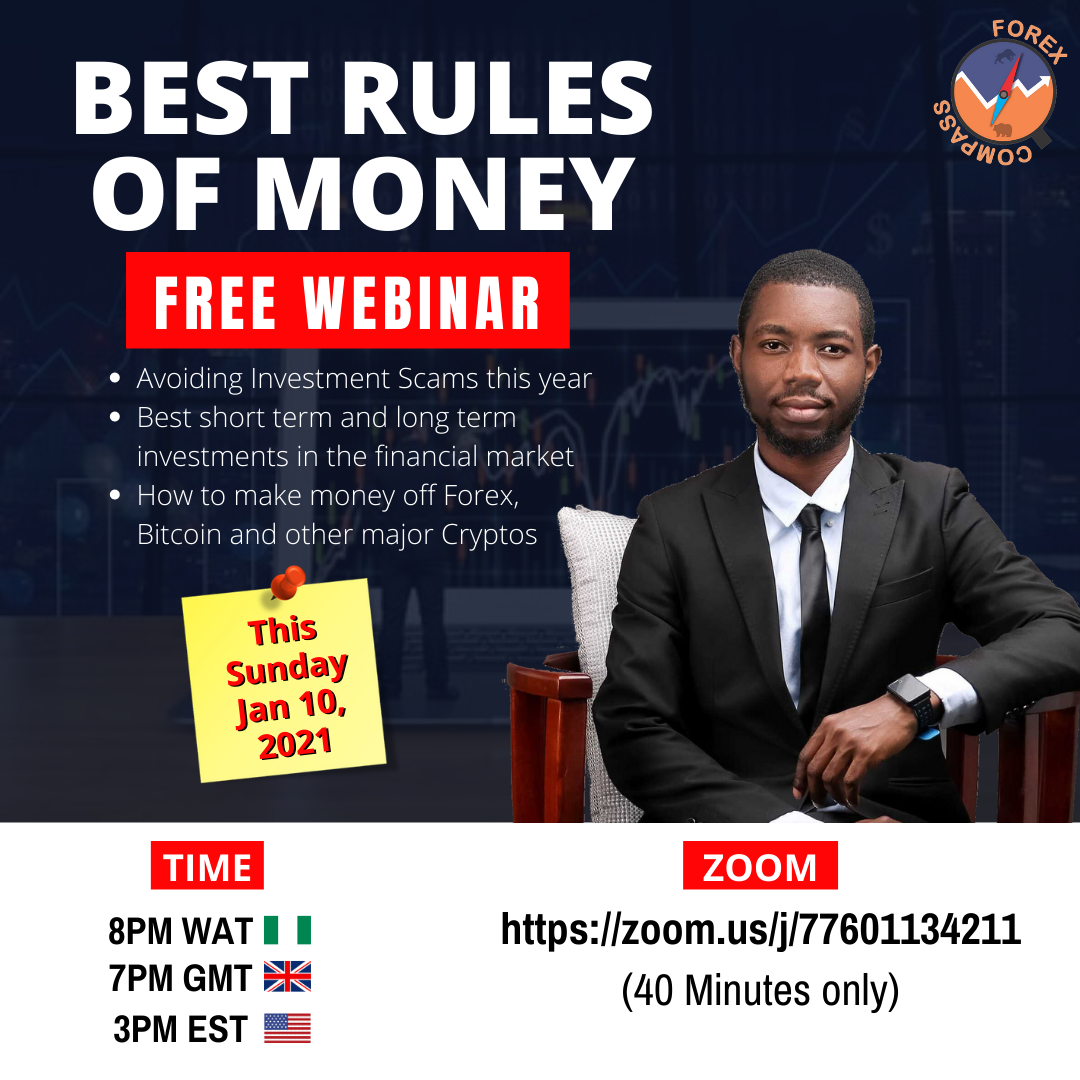 FOREX
COMPASS
BEST RULES
OF MONEY
FREE WEBINAR
Avoiding Investment Scams this year
Best short term and long term
investments in the financial market
How to make money off Forex,
Bitcoin and other major Cryptos
This
Sunday
Jan 10,
2021
TIME
8PM WAT
7PM GMT
3PM EST
ZOOM
https://zoom.us/j/77601134211
(40 Minutes only)